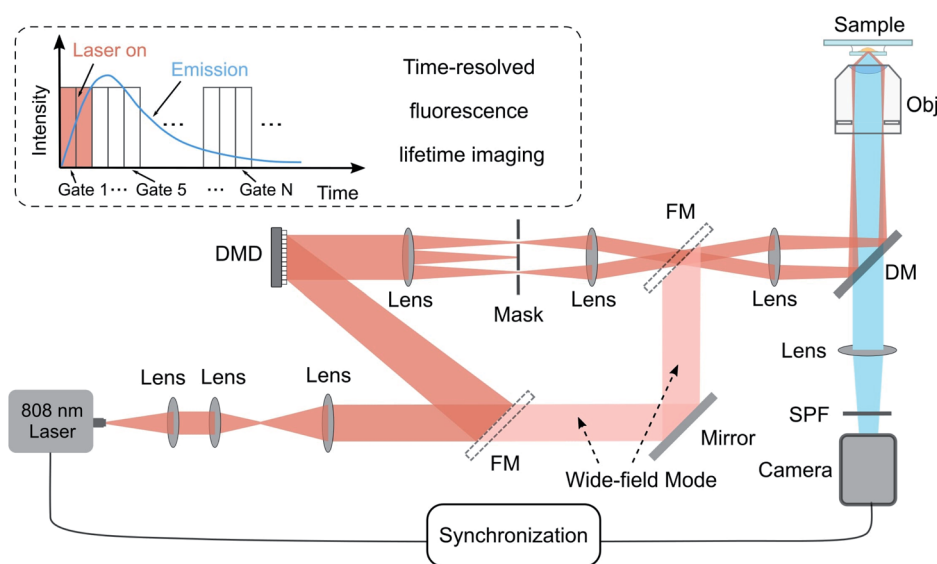 Sample
Laser on
Emission
Time-resolved
fluorescence
lifetime imaging
Intensity
... ...
Gate 1 ... Gate 5 ... Gate N Time
Obj
FM
DMD
DM
Lens
Mask
Lens
Lens
Lens
Lens Lens Lens
808 nm
Laser
SPF
FM
Mirror
Camera
Wide-field Mode
Synchronization